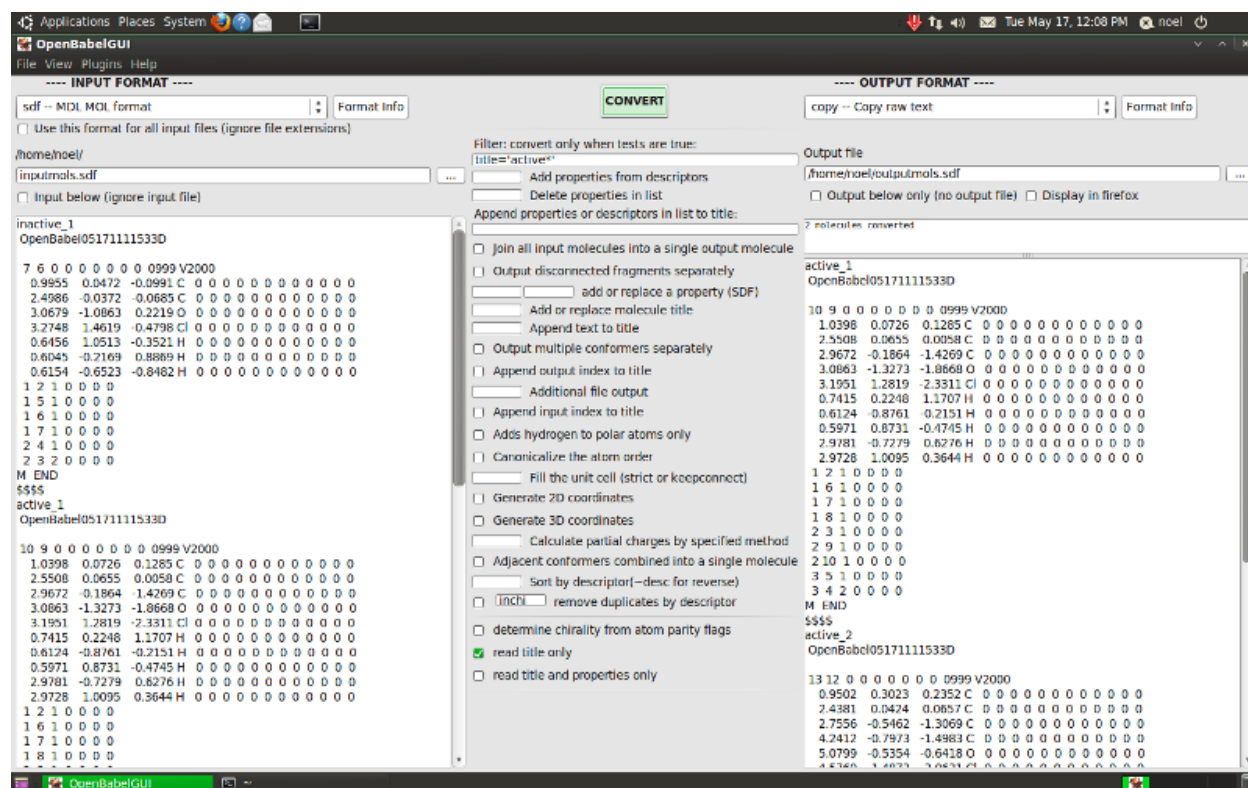 Applications Places System
Tue May 17, 12:08 PM noel
OpenBabelGUI
File View Plugins Help
---- INPUT FORMAT ----
sdf -- MDL MOL format
Format Info
Use this format for all input files (ignore file extensions)
/home/noel/
inputmols.sdf
...
Input below (ignore input file)
inactive_1
OpenBabel05171111533D
7 6 0 0 0 0 0 0 0 0999 V2000
0.9955 0.0472 -0.0991 C 0 0 0 0 0 0 0 0 0 0 0 0
2.4986 -0.0372 -0.0685 C 0 0 0 0 0 0 0 0 0 0 0 0
3.0679 -1.0863 0.2219 O 0 0 0 0 0 0 0 0 0 0 0 0
3.2748 1.4619 -0.4798 Cl 0 0 0 0 0 0 0 0 0 0 0 0
0.6456 1.0513 -0.3521 H 0 0 0 0 0 0 0 0 0 0 0 0
0.6045 -0.2169 0.8869 H 0 0 0 0 0 0 0 0 0 0 0 0
0.6154 -0.6523 -0.8482 H 0 0 0 0 0 0 0 0 0 0 0 0
1 2 1 0 0 0 0
1 5 1 0 0 0 0
1 6 1 0 0 0 0
1 7 1 0 0 0 0
2 4 1 0 0 0 0
2 3 2 0 0 0 0
M END
$$$$
active_1
OpenBabel05171111533D
10 9 0 0 0 0 0 0 0 0999 V2000
1.0398 0.0726 0.1285 C 0 0 0 0 0 0 0 0 0 0 0 0
2.5508 0.0655 0.0058 C 0 0 0 0 0 0 0 0 0 0 0 0
2.9672 -0.1864 -1.4269 C 0 0 0 0 0 0 0 0 0 0 0 0
3.0863 -1.3273 -1.8668 O 0 0 0 0 0 0 0 0 0 0 0 0
3.1951 1.2819 -2.3311 Cl 0 0 0 0 0 0 0 0 0 0 0 0
0.7415 0.2248 1.1707 H 0 0 0 0 0 0 0 0 0 0 0 0
0.6124 -0.8761 -0.2151 H 0 0 0 0 0 0 0 0 0 0 0 0
0.5971 0.8731 -0.4745 H 0 0 0 0 0 0 0 0 0 0 0 0
2.9781 -0.7279 0.6276 H 0 0 0 0 0 0 0 0 0 0 0 0
2.9728 1.0095 0.3644 H 0 0 0 0 0 0 0 0 0 0 0 0
1 2 1 0 0 0 0
1 6 1 0 0 0 0
1 7 1 0 0 0 0
1 8 1 0 0 0 0
CONVERT
Filter: convert only when tests are true:
title='active*'
Add properties from descriptors
Delete properties in list
Append properties or descriptors in list to title:
Join all input molecules into a single output molecule
Output disconnected fragments separately
add or replace a property (SDF)
Add or replace molecule title
Append text to title
Output multiple conformers separately
Append output index to title
Additional file output
Append input index to title
Adds hydrogen to polar atoms only
Canonicalize the atom order
Fill the unit cell (strict or keepconnect)
Generate 2D coordinates
Generate 3D coordinates
Calculate partial charges by specified method
Adjacent conformers combined into a single molecule
Sort by descriptor(~desc for reverse)
inchi remove duplicates by descriptor
determine chirality from atom parity flags
read title only
read title and properties only
---- OUTPUT FORMAT ----
copy -- Copy raw text
Format Info
Output file
/home/noel/outputmols.sdf
...
Output below only (no output file) Display in firefox
2 molecules converted
active_1
OpenBabel05171111533D
10 9 0 0 0 0 0 0 0 0999 V2000
1.0398 0.0726 0.1285 C 0 0 0 0 0 0 0 0 0 0 0 0
2.5508 0.0655 0.0058 C 0 0 0 0 0 0 0 0 0 0 0 0
2.9672 -0.1864 -1.4269 C 0 0 0 0 0 0 0 0 0 0 0 0
3.0863 -1.3273 -1.8668 O 0 0 0 0 0 0 0 0 0 0 0 0
3.1951 1.2819 -2.3311 Cl 0 0 0 0 0 0 0 0 0 0 0 0
0.7415 0.2248 1.1707 H 0 0 0 0 0 0 0 0 0 0 0 0
0.6124 -0.8761 -0.2151 H 0 0 0 0 0 0 0 0 0 0 0 0
0.5971 0.8731 -0.4745 H 0 0 0 0 0 0 0 0 0 0 0 0
2.9781 -0.7279 0.6276 H 0 0 0 0 0 0 0 0 0 0 0 0
2.9728 1.0095 0.3644 H 0 0 0 0 0 0 0 0 0 0 0 0
1 2 1 0 0 0 0
1 6 1 0 0 0 0
1 7 1 0 0 0 0
1 8 1 0 0 0 0
2 3 1 0 0 0 0
2 9 1 0 0 0 0
2 10 1 0 0 0 0
3 5 1 0 0 0 0
3 4 2 0 0 0 0
M END
$$$$
active_2
OpenBabel05171111533D
13 12 0 0 0 0 0 0 0 0999 V2000
0.9502 0.3023 0.2352 C 0 0 0 0 0 0 0 0 0 0 0 0
2.4381 0.0424 0.0657 C 0 0 0 0 0 0 0 0 0 0 0 0
2.7556 -0.5462 -1.3069 C 0 0 0 0 0 0 0 0 0 0 0 0
4.2412 -0.7973 -1.4983 C 0 0 0 0 0 0 0 0 0 0 0 0
5.0799 -0.5354 -0.6418 O 0 0 0 0 0 0 0 0 0 0 0 0
OpenBabelGUI
~